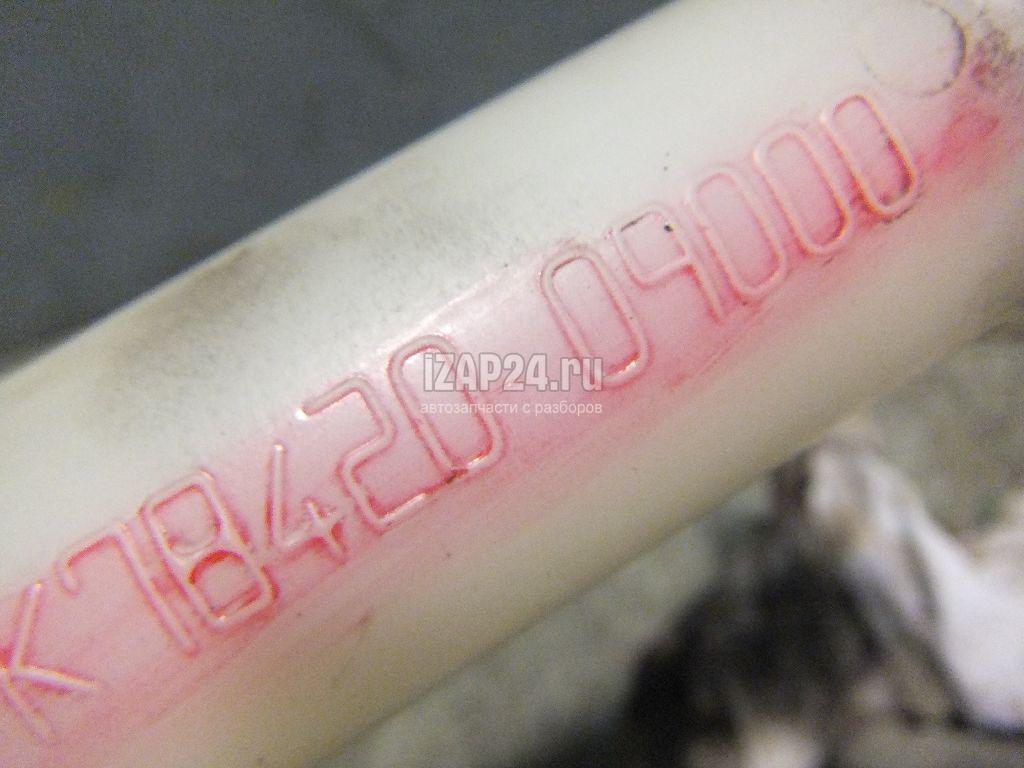 K78420-09000
iZAP24.ru
автозапчасти с разборов